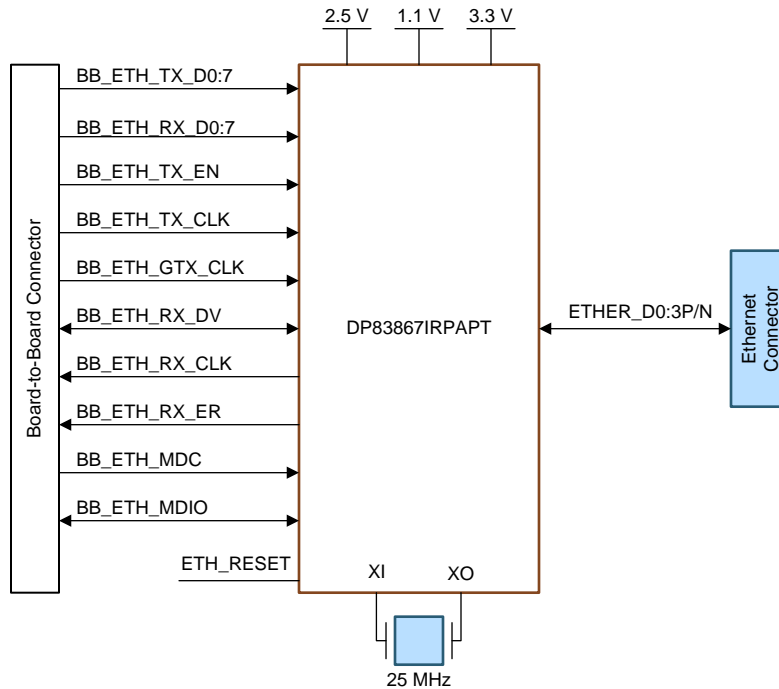 2.5 V
1.1 V
3.3 V
BB_ETH_TX_D0:7
BB_ETH_RX_D0:7
BB_ETH_TX_EN
BB_ETH_TX_CLK
BB_ETH_GTX_CLK
BB_ETH_RX_DV
BB_ETH_RX_CLK
BB_ETH_RX_ER
BB_ETH_MDC
BB_ETH_MDIO
ETH_RESET
Board-to-Board Connector
DP83867IRPAPT
ETHER_D0:3P/N
Ethernet
Connector
XI
XO
25 MHz